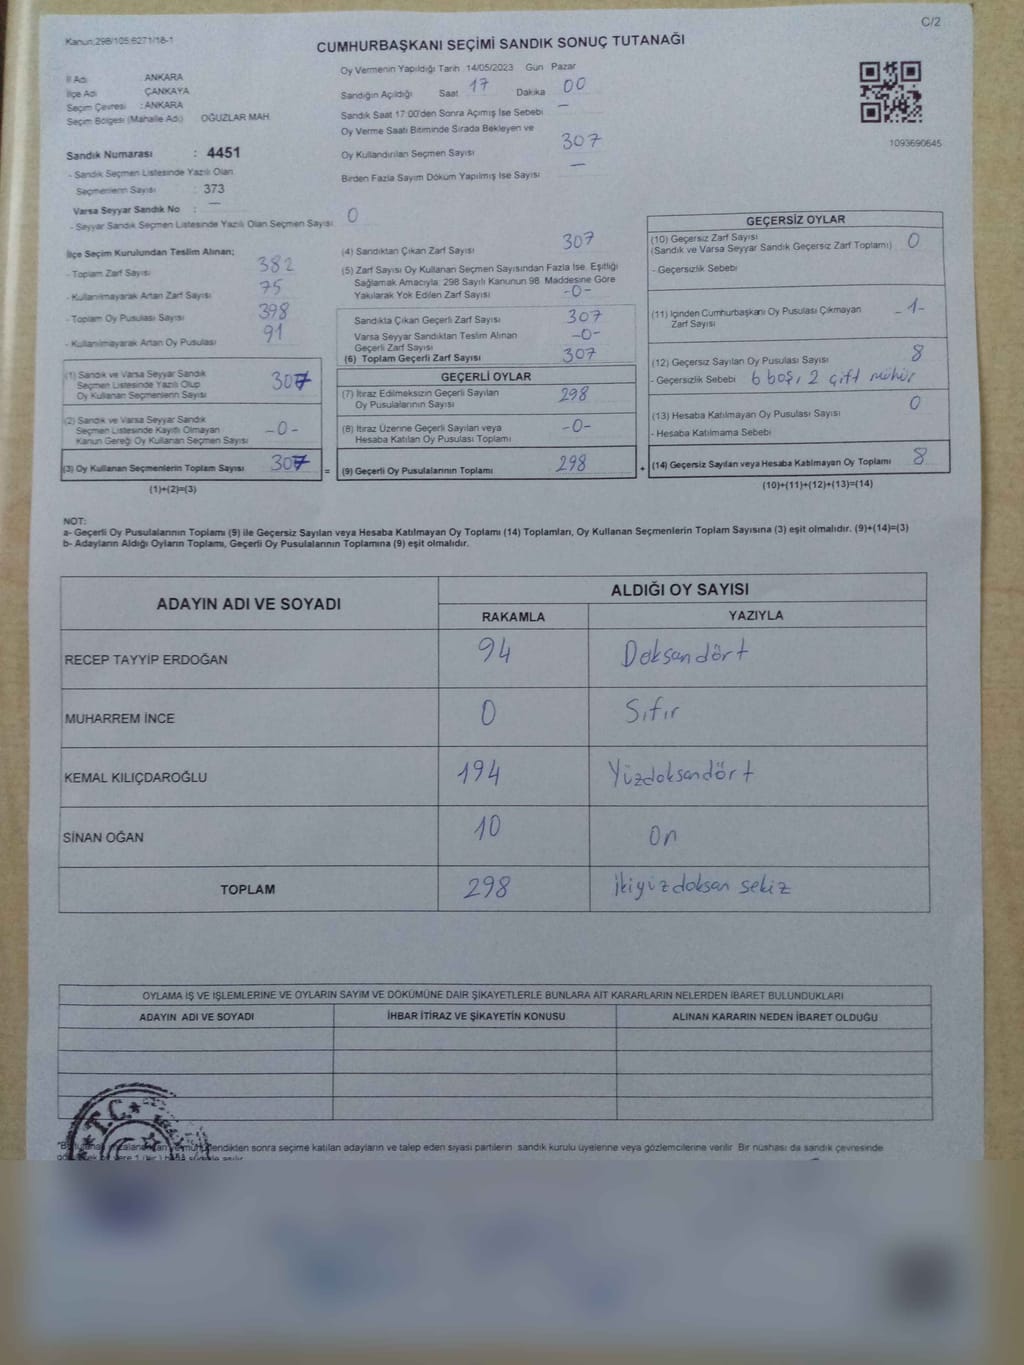 Kanun:298/105:6271/18-1
C/2
CUMHURBAŞKANI SEÇİMİ SANDIK SONUÇ TUTANAĞI
İl Adı ANKARA
İlçe Adı ÇANKAYA
Seçim Çevresi : ANKARA
Seçim Bölgesi (Mahalle Adı) OĞUZLAR MAH.
Sandık Numarası : 4451
- Sandık Seçmen Listesinde Yazılı Olan
Seçmenlerin Sayısı : 373
Varsa Seyyar Sandık No : —
- Seyyar Sandık Seçmen Listesinde Yazılı Olan Seçmen Sayısı 0
Oy Vermenin Yapıldığı Tarih 14/05/2023 Gün Pazar
Sandığın Açıldığı Saat 17 Dakika 00
Sandık Saat 17 00'den Sonra Açımış İse Sebebi —
Oy Verme Saati Bitiminde Sırada Bekleyen ve
Oy Kullandırılan Seçmen Sayısı 307
Birden Fazla Sayım Döküm Yapılmış İse Sayısı —
1093690645
İlçe Seçim Kurulundan Teslim Alınan;
- Toplam Zarf Sayısı 382
- Kullanılmayarak Artan Zarf Sayısı 75
- Toplam Oy Pusulası Sayısı 398
- Kullanılmayarak Artan Oy Pusulası 91
(1) Sandık ve Varsa Seyyar Sandık
Seçmen Listesinde Yazılı Olup
Oy Kullanan Seçmenlerin Sayısı 307
(2) Sandık ve Varsa Seyyar Sandık
Seçmen Listesinde Kayıtlı Olmayan
Kanun Gereği Oy Kullanan Seçmen Sayısı -0-
(3) Oy Kullanan Seçmenlerin Toplam Sayısı 307
(1)+(2)=(3)
(4) Sandıktan Çıkan Zarf Sayısı 307
(5) Zarf Sayısı Oy Kullanan Seçmen Sayısından Fazla İse, Eşitliği
Sağlamak Amacıyla, 298 Sayılı Kanunun 98. Maddesine Göre
Yakılarak Yok Edilen Zarf Sayısı -0-
Sandıkta Çıkan Geçerli Zarf Sayısı 307
Varsa Seyyar Sandıktan Teslim Alınan
Geçerli Zarf Sayısı -0-
(6) Toplam Geçerli Zarf Sayısı 307
GEÇERLİ OYLAR
(7) İtiraz Edilmeksizin Geçerli Sayılan
Oy Pusulalarının Sayısı 298
(8) İtiraz Üzerine Geçerli Sayılan veya
Hesaba Katılan Oy Pusulası Toplamı -0-
= (9) Geçerli Oy Pusulalarının Toplamı 298
GEÇERSİZ OYLAR
(10) Geçersiz Zarf Sayısı
(Sandık ve Varsa Seyyar Sandık Geçersiz Zarf Toplamı) 0
- Geçersizlik Sebebi
(11) İçinden Cumhurbaşkanı Oy Pusulası Çıkmayan
Zarf Sayısı -1-
(12) Geçersiz Sayılan Oy Pusulası Sayısı 8
- Geçersizlik Sebebi 6 boş, 2 çift mühür
(13) Hesaba Katılmayan Oy Pusulası Sayısı 0
- Hesaba Katılmama Sebebi
+ (14) Geçersiz Sayılan veya Hesaba Katılmayan Oy Toplamı 8
(10)+(11)+(12)+(13)=(14)
NOT:
a- Geçerli Oy Pusulalarının Toplamı (9) ile Geçersiz Sayılan veya Hesaba Katılmayan Oy Toplamı (14) Toplamları, Oy Kullanan Seçmenlerin Toplam Sayısına (3) eşit olmalıdır. (9)+(14)=(3)
b- Adayların Aldığı Oyların Toplamı, Geçerli Oy Pusulalarının Toplamına (9) eşit olmalıdır.
ADAYIN ADI VE SOYADI
ALDIĞI OY SAYISI
RAKAMLA YAZIYLA
RECEP TAYYİP ERDOĞAN 94 Doksandört
MUHARREM İNCE 0 Sıfır
KEMAL KILIÇDAROĞLU 194 Yüzdoksandört
SİNAN OĞAN 10 On
TOPLAM 298 İkiyüzdoksan sekiz
OYLAMA İŞ VE İŞLEMLERİNE VE OYLARIN SAYIM VE DÖKÜMÜNE DAİR ŞİKAYETLERLE BUNLARA AİT KARARLARIN NELERDEN İBARET BULUNDUKLARI
ADAYIN ADI VE SOYADI İHBAR İTİRAZ VE ŞİKAYETİN KONUSU ALINAN KARARIN NEDEN İBARET OLDUĞU
T.C.
sonra seçime katılan adayların ve talep eden siyasi partilerin sandık kurulu üyelerine veya gözlemcilerine verilir Bir nüshası da sandık çevresinde